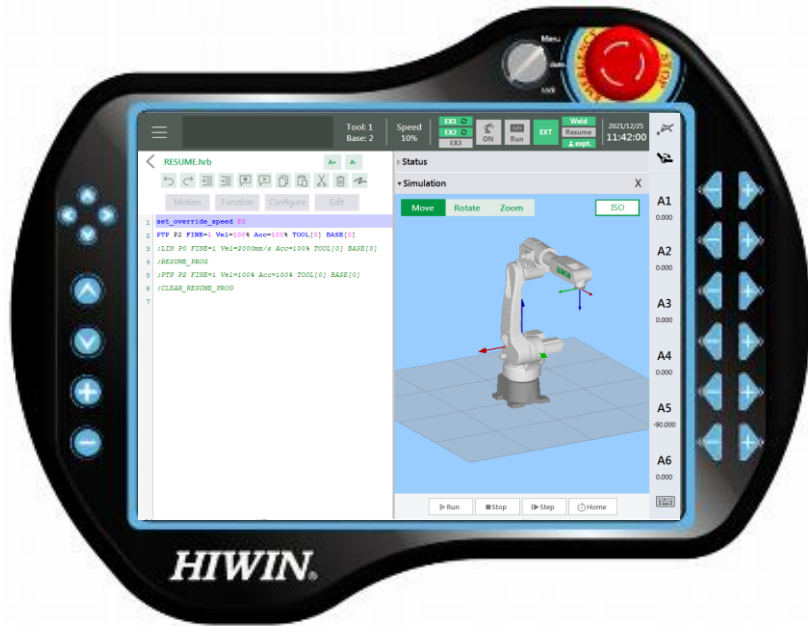 Menu
Auto
Lock
EMERGENCE STOP
Tool: 1
Base: 2
Speed
10%
EX1
EX2
EX3
ON
Run
EXT
Weld
Resume
expt.
2021/12/25
11:42:00
RESUME.hrb
A+
A-
Motion
Function
Configure
Edit
1 set_override_speed 80
2 PTP P2 FINE=1 Vel=100% Acc=100% TOOL[0] BASE[0]
3 ;LIN P0 FINE=1 Vel=2000mm/s Acc=100% TOOL[0] BASE[0]
4 ;RESUME_PROG
5 ;PTP P2 FINE=1 Vel=100% Acc=100% TOOL[0] BASE[0]
6 ;CLEAR_RESUME_PROG
7
Status
Simulation
X
Move
Rotate
Zoom
ISO
HIWIN
Run
Stop
Step
Home
A1
0.000
A2
0.000
A3
0.000
A4
0.000
A5
-90.000
A6
0.000
HIWIN®